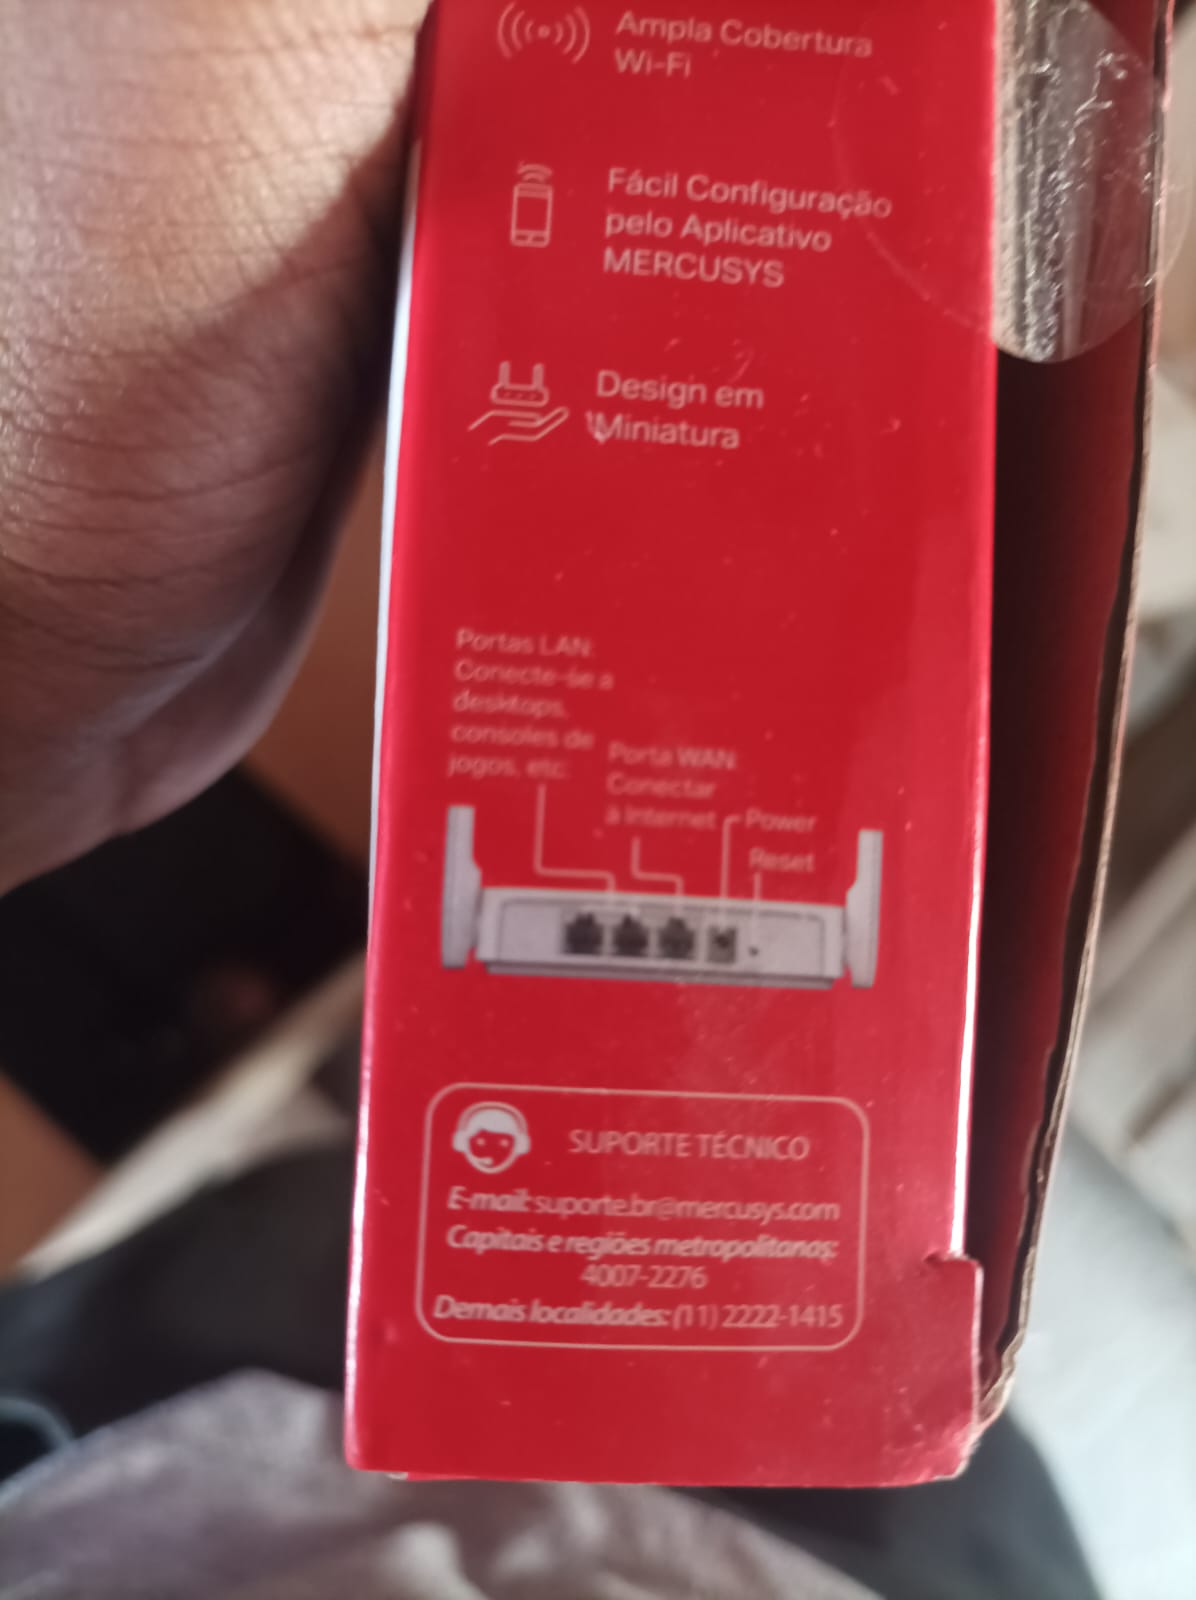 Ampla Cobertura
Wi-Fi
Fácil Configuração
pelo Aplicativo
MERCUSYS
Design em
Miniatura
Portas LAN:
Conecte-se a
desktops,
consoles de
jogos, etc.
Porta WAN:
Conectar
à Internet
Power
Reset
SUPORTE TÉCNICO
E-mail: suporte.br@mercusys.com
Capitais e regiões metropolitanas:
4007-2276
Demais localidades: (11) 2222-1415